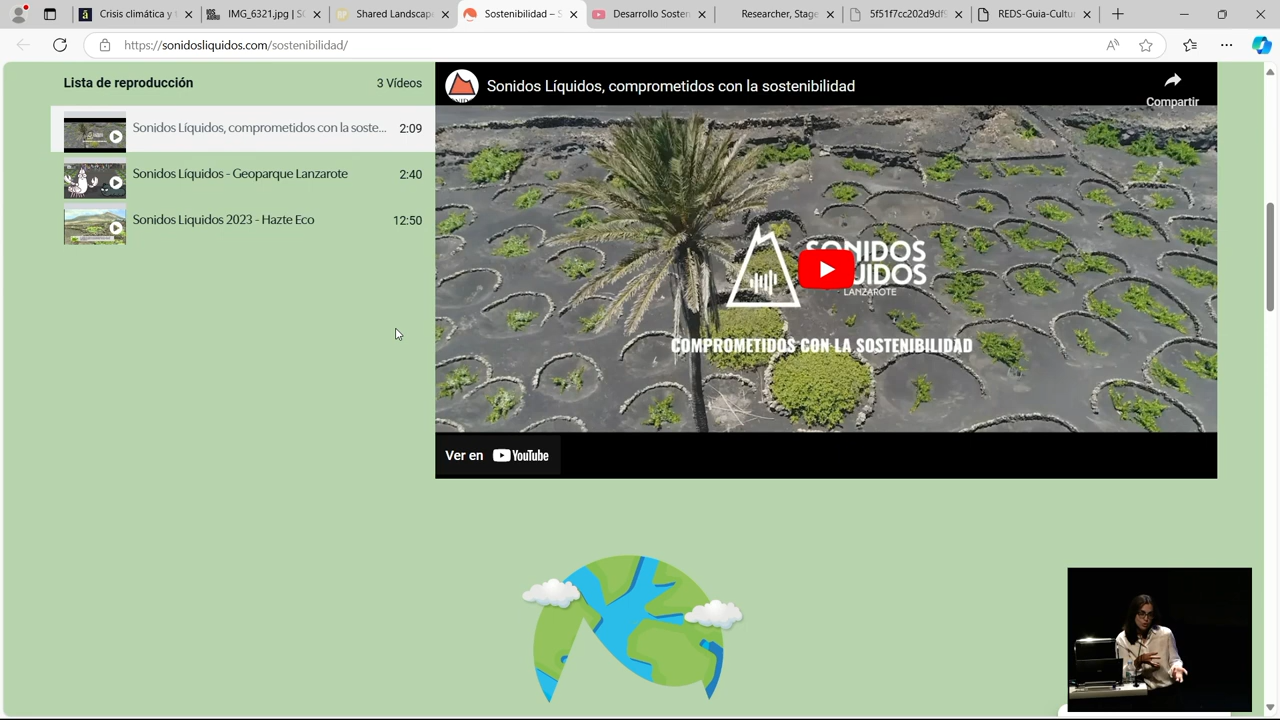 Crisis climática y
IMG_6321.jpg | S
Shared Landscap
Sostenibilidad – S
Desarrollo Sosten
Researcher, Stage
5f51f7cc202d9df
REDS-Guia-Cultu
https://sonidosliquidos.com/sostenibilidad/
Lista de reproducción
3 Vídeos
Sonidos Líquidos, comprometidos con la soste...
2:09
Sonidos Líquidos - Geoparque Lanzarote
2:40
Sonidos Liquidos 2023 - Hazte Eco
12:50
Sonidos Líquidos, comprometidos con la sostenibilidad
Compartir
SONIDOS
LANZAROTE
COMPROMETIDOS CON LA SOSTENIBILIDAD
Ver en YouTube